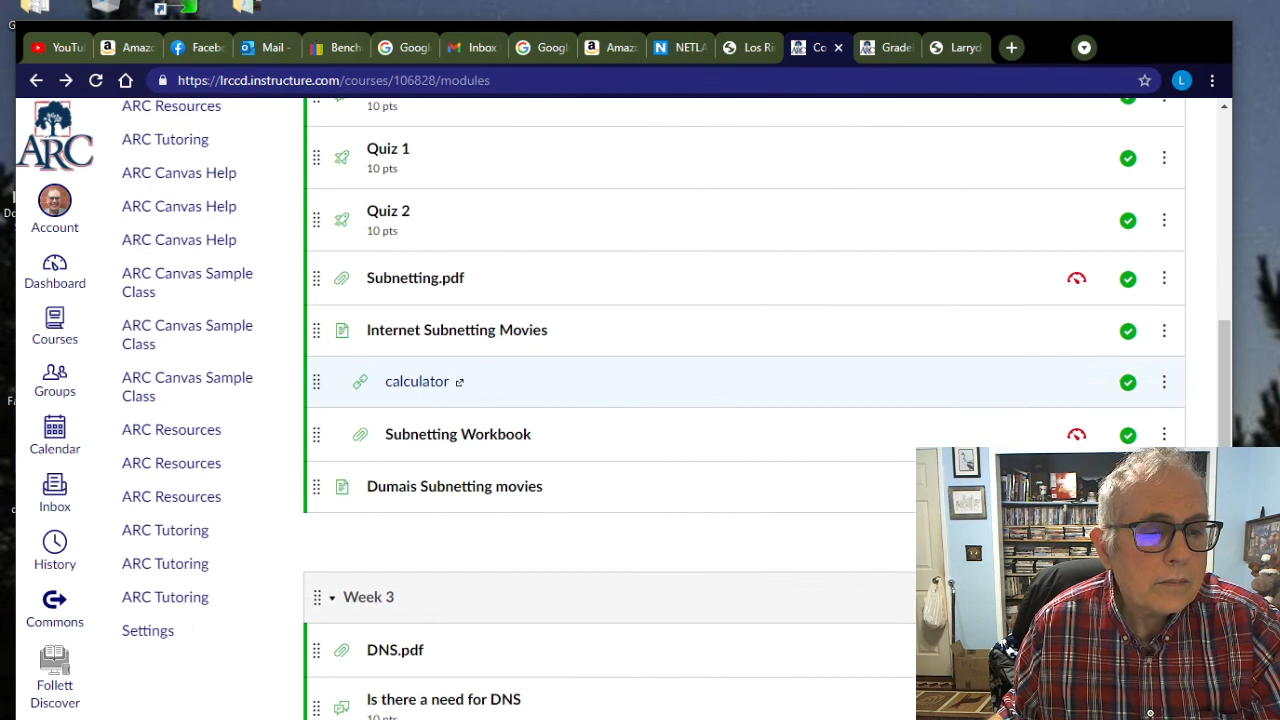 YouTu
Amazo
Facebo
Mail -
Bench
Googl
Inbox
Googl
Amazo
NETLA
Los Ri
Co
Gradel
Larryd
https://lrccd.instructure.com/courses/106828/modules
L
ARC
Account
Dashboard
Courses
Groups
Calendar
Inbox
History
Commons
Follett
Discover
ARC Resources
ARC Tutoring
ARC Canvas Help
ARC Canvas Help
ARC Canvas Help
ARC Canvas Sample
Class
ARC Canvas Sample
Class
ARC Canvas Sample
Class
ARC Resources
ARC Resources
ARC Resources
ARC Tutoring
ARC Tutoring
ARC Tutoring
Settings
10 pts
Quiz 1
10 pts
Quiz 2
10 pts
Subnetting.pdf
Internet Subnetting Movies
calculator
Subnetting Workbook
Dumais Subnetting movies
Week 3
DNS.pdf
Is there a need for DNS
10 pts